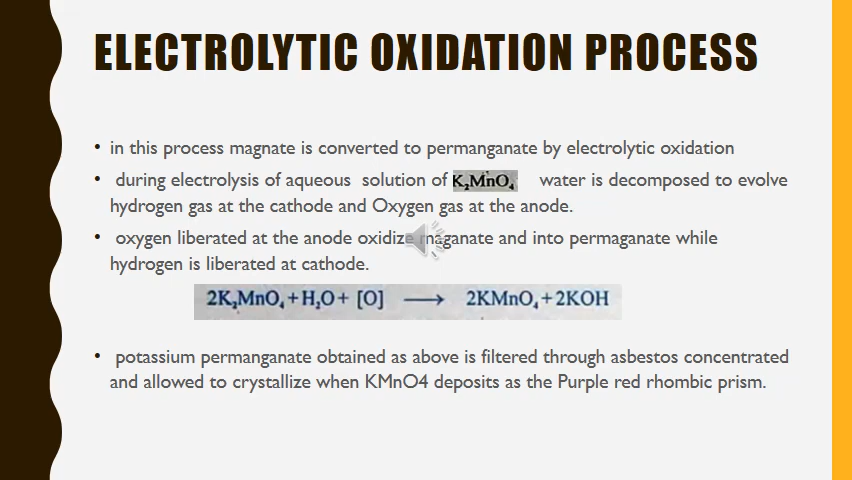 ELECTROLYTIC OXIDATION PROCESS
• in this process magnate is converted to permanganate by electrolytic oxidation
• during electrolysis of aqueous solution of K₂MnO₄ water is decomposed to evolve
hydrogen gas at the cathode and Oxygen gas at the anode.
• oxygen liberated at the anode oxidize maganate and into permaganate while
hydrogen is liberated at cathode.
2K₂MnO₄ + H₂O + [O] ⟶ 2KMnO₄ + 2KOH
• potassium permanganate obtained as above is filtered through asbestos concentrated
and allowed to crystallize when KMnO4 deposits as the Purple red rhombic prism.